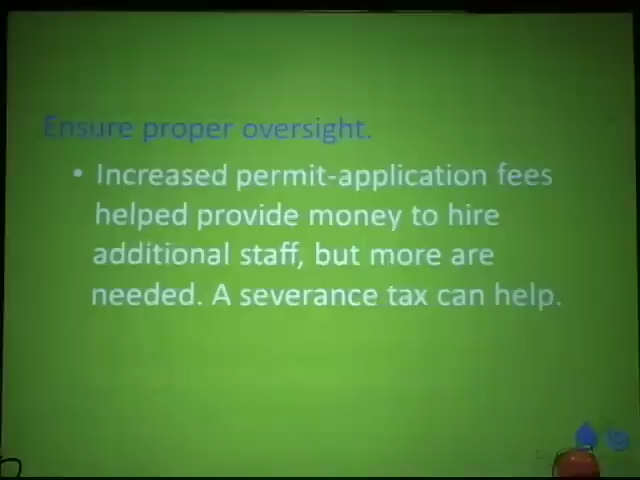 Ensure proper oversight.
• Increased permit-application fees
helped provide money to hire
additional staff, but more are
needed. A severance tax can help.